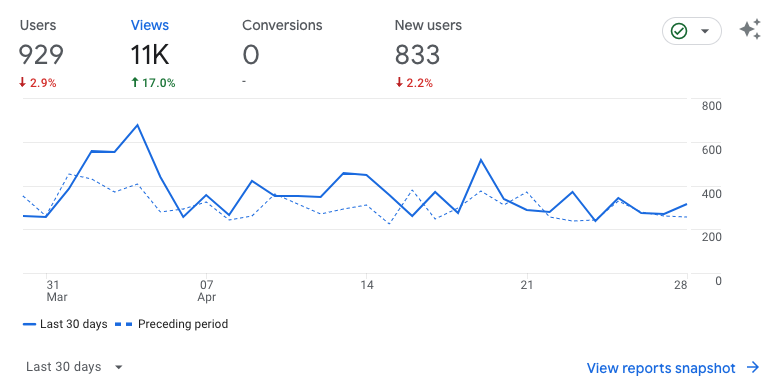 Users
929
↓ 2.9%
Views
11K
↑ 17.0%
Conversions
0
-
New users
833
↓ 2.2%
800
600
400
200
0
31
Mar
07
Apr
14
21
28
Last 30 days
Preceding period
Last 30 days
View reports snapshot →